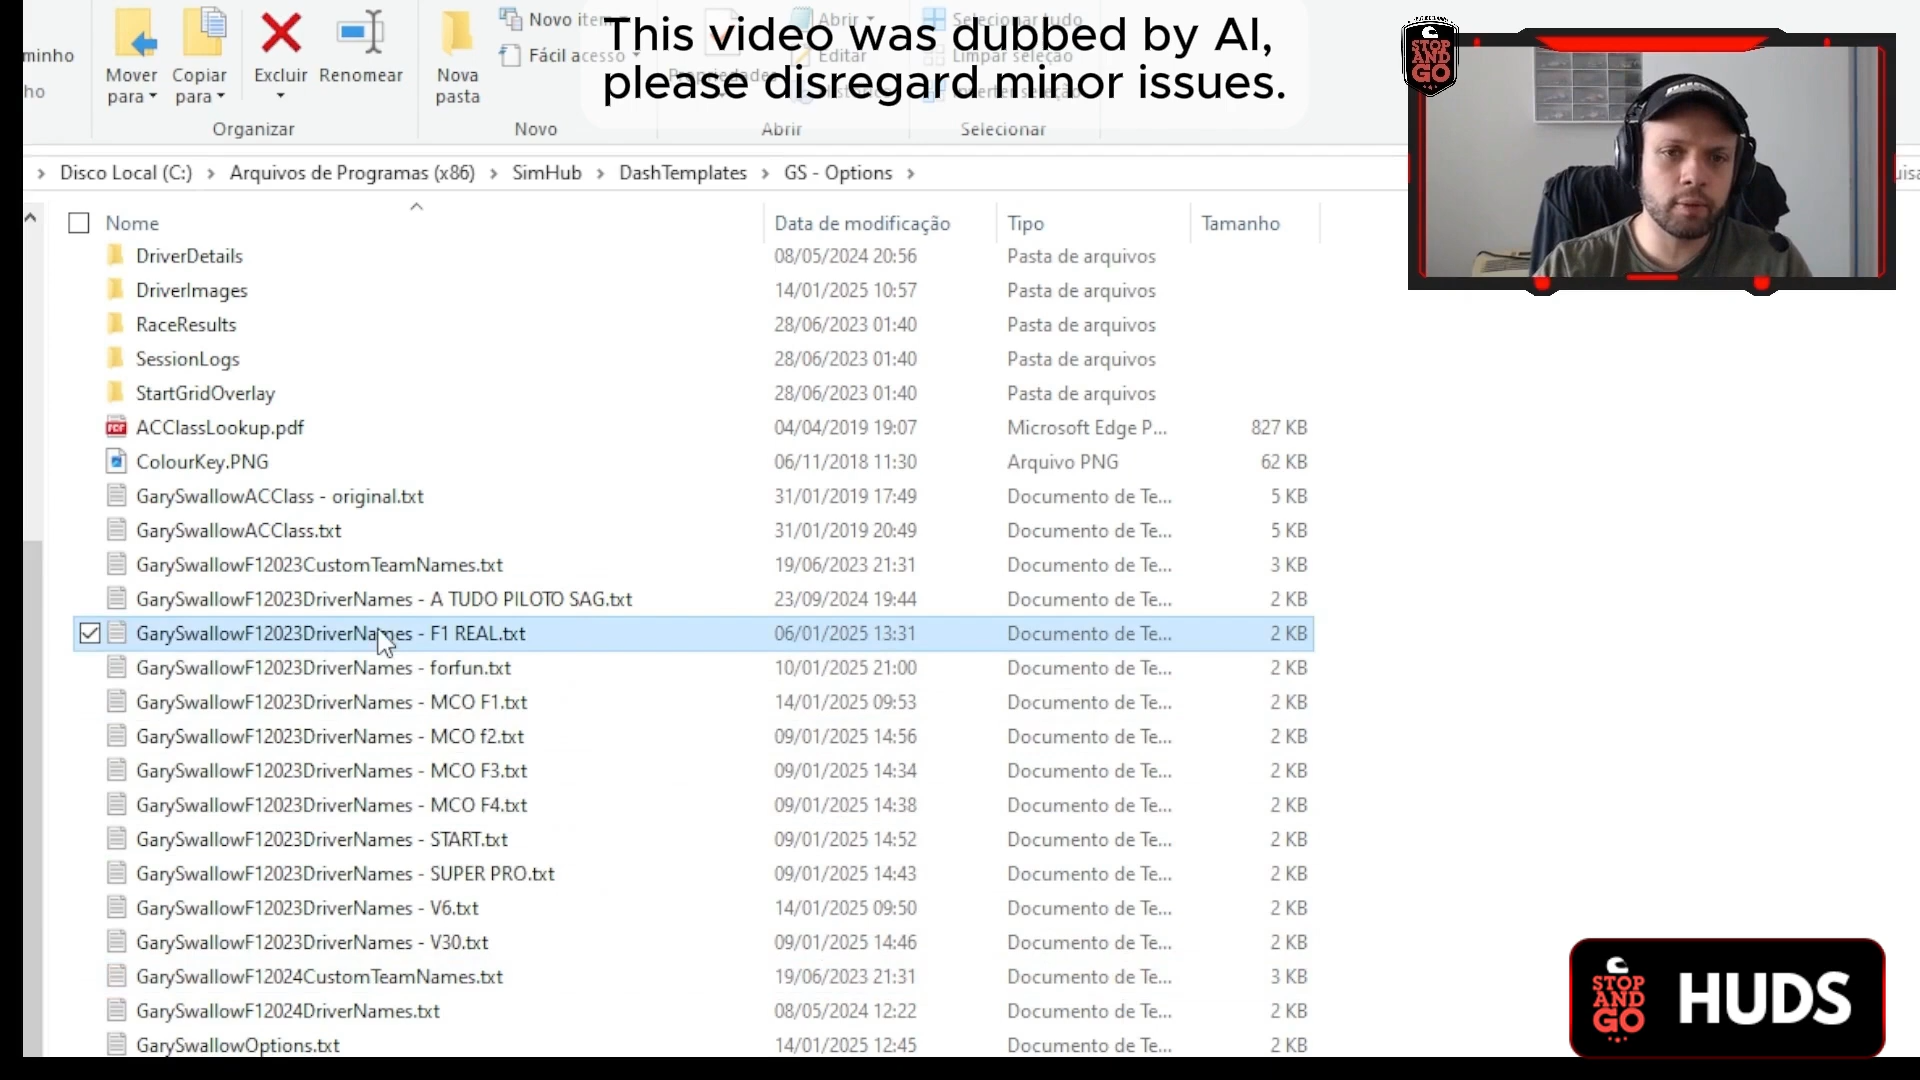 This video was dubbed by AI,
please disregard minor issues.
minho
ho
Mover
para
Copiar
para
Excluir
Renomear
Organizar
Nova
pasta
Novo item
Fácil acesso
Novo
Propriedades
Abrir
Editar
Abrir
Selecionar tudo
Limpar seleção
Inverter seleção
Selecionar
STOP
AND
GO
Disco Local (C:) > Arquivos de Programas (x86) > SimHub > DashTemplates > GS - Options >
Nome Data de modificação Tipo Tamanho
DriverDetails 08/05/2024 20:56 Pasta de arquivos
DriverImages 14/01/2025 10:57 Pasta de arquivos
RaceResults 28/06/2023 01:40 Pasta de arquivos
SessionLogs 28/06/2023 01:40 Pasta de arquivos
StartGridOverlay 28/06/2023 01:40 Pasta de arquivos
ACClassLookup.pdf 04/04/2019 19:07 Microsoft Edge P... 827 KB
ColourKey.PNG 06/11/2018 11:30 Arquivo PNG 62 KB
GarySwallowACClass - original.txt 31/01/2019 17:49 Documento de Te... 5 KB
GarySwallowACClass.txt 31/01/2019 20:49 Documento de Te... 5 KB
GarySwallowF12023CustomTeamNames.txt 19/06/2023 21:31 Documento de Te... 3 KB
GarySwallowF12023DriverNames - A TUDO PILOTO SAG.txt 23/09/2024 19:44 Documento de Te... 2 KB
GarySwallowF12023DriverNames - F1 REAL.txt 06/01/2025 13:31 Documento de Te... 2 KB
GarySwallowF12023DriverNames - forfun.txt 10/01/2025 21:00 Documento de Te... 2 KB
GarySwallowF12023DriverNames - MCO F1.txt 14/01/2025 09:53 Documento de Te... 2 KB
GarySwallowF12023DriverNames - MCO f2.txt 09/01/2025 14:56 Documento de Te... 2 KB
GarySwallowF12023DriverNames - MCO F3.txt 09/01/2025 14:34 Documento de Te... 2 KB
GarySwallowF12023DriverNames - MCO F4.txt 09/01/2025 14:38 Documento de Te... 2 KB
GarySwallowF12023DriverNames - START.txt 09/01/2025 14:52 Documento de Te... 2 KB
GarySwallowF12023DriverNames - SUPER PRO.txt 09/01/2025 14:43 Documento de Te... 2 KB
GarySwallowF12023DriverNames - V6.txt 14/01/2025 09:50 Documento de Te... 2 KB
GarySwallowF12023DriverNames - V30.txt 09/01/2025 14:46 Documento de Te... 2 KB
GarySwallowF12024CustomTeamNames.txt 19/06/2023 21:31 Documento de Te... 3 KB
GarySwallowF12024DriverNames.txt 08/05/2024 12:22 Documento de Te... 2 KB
GarySwallowOptions.txt 14/01/2025 12:45 Documento de Te... 2 KB
STOP
AND
GO
HUDS